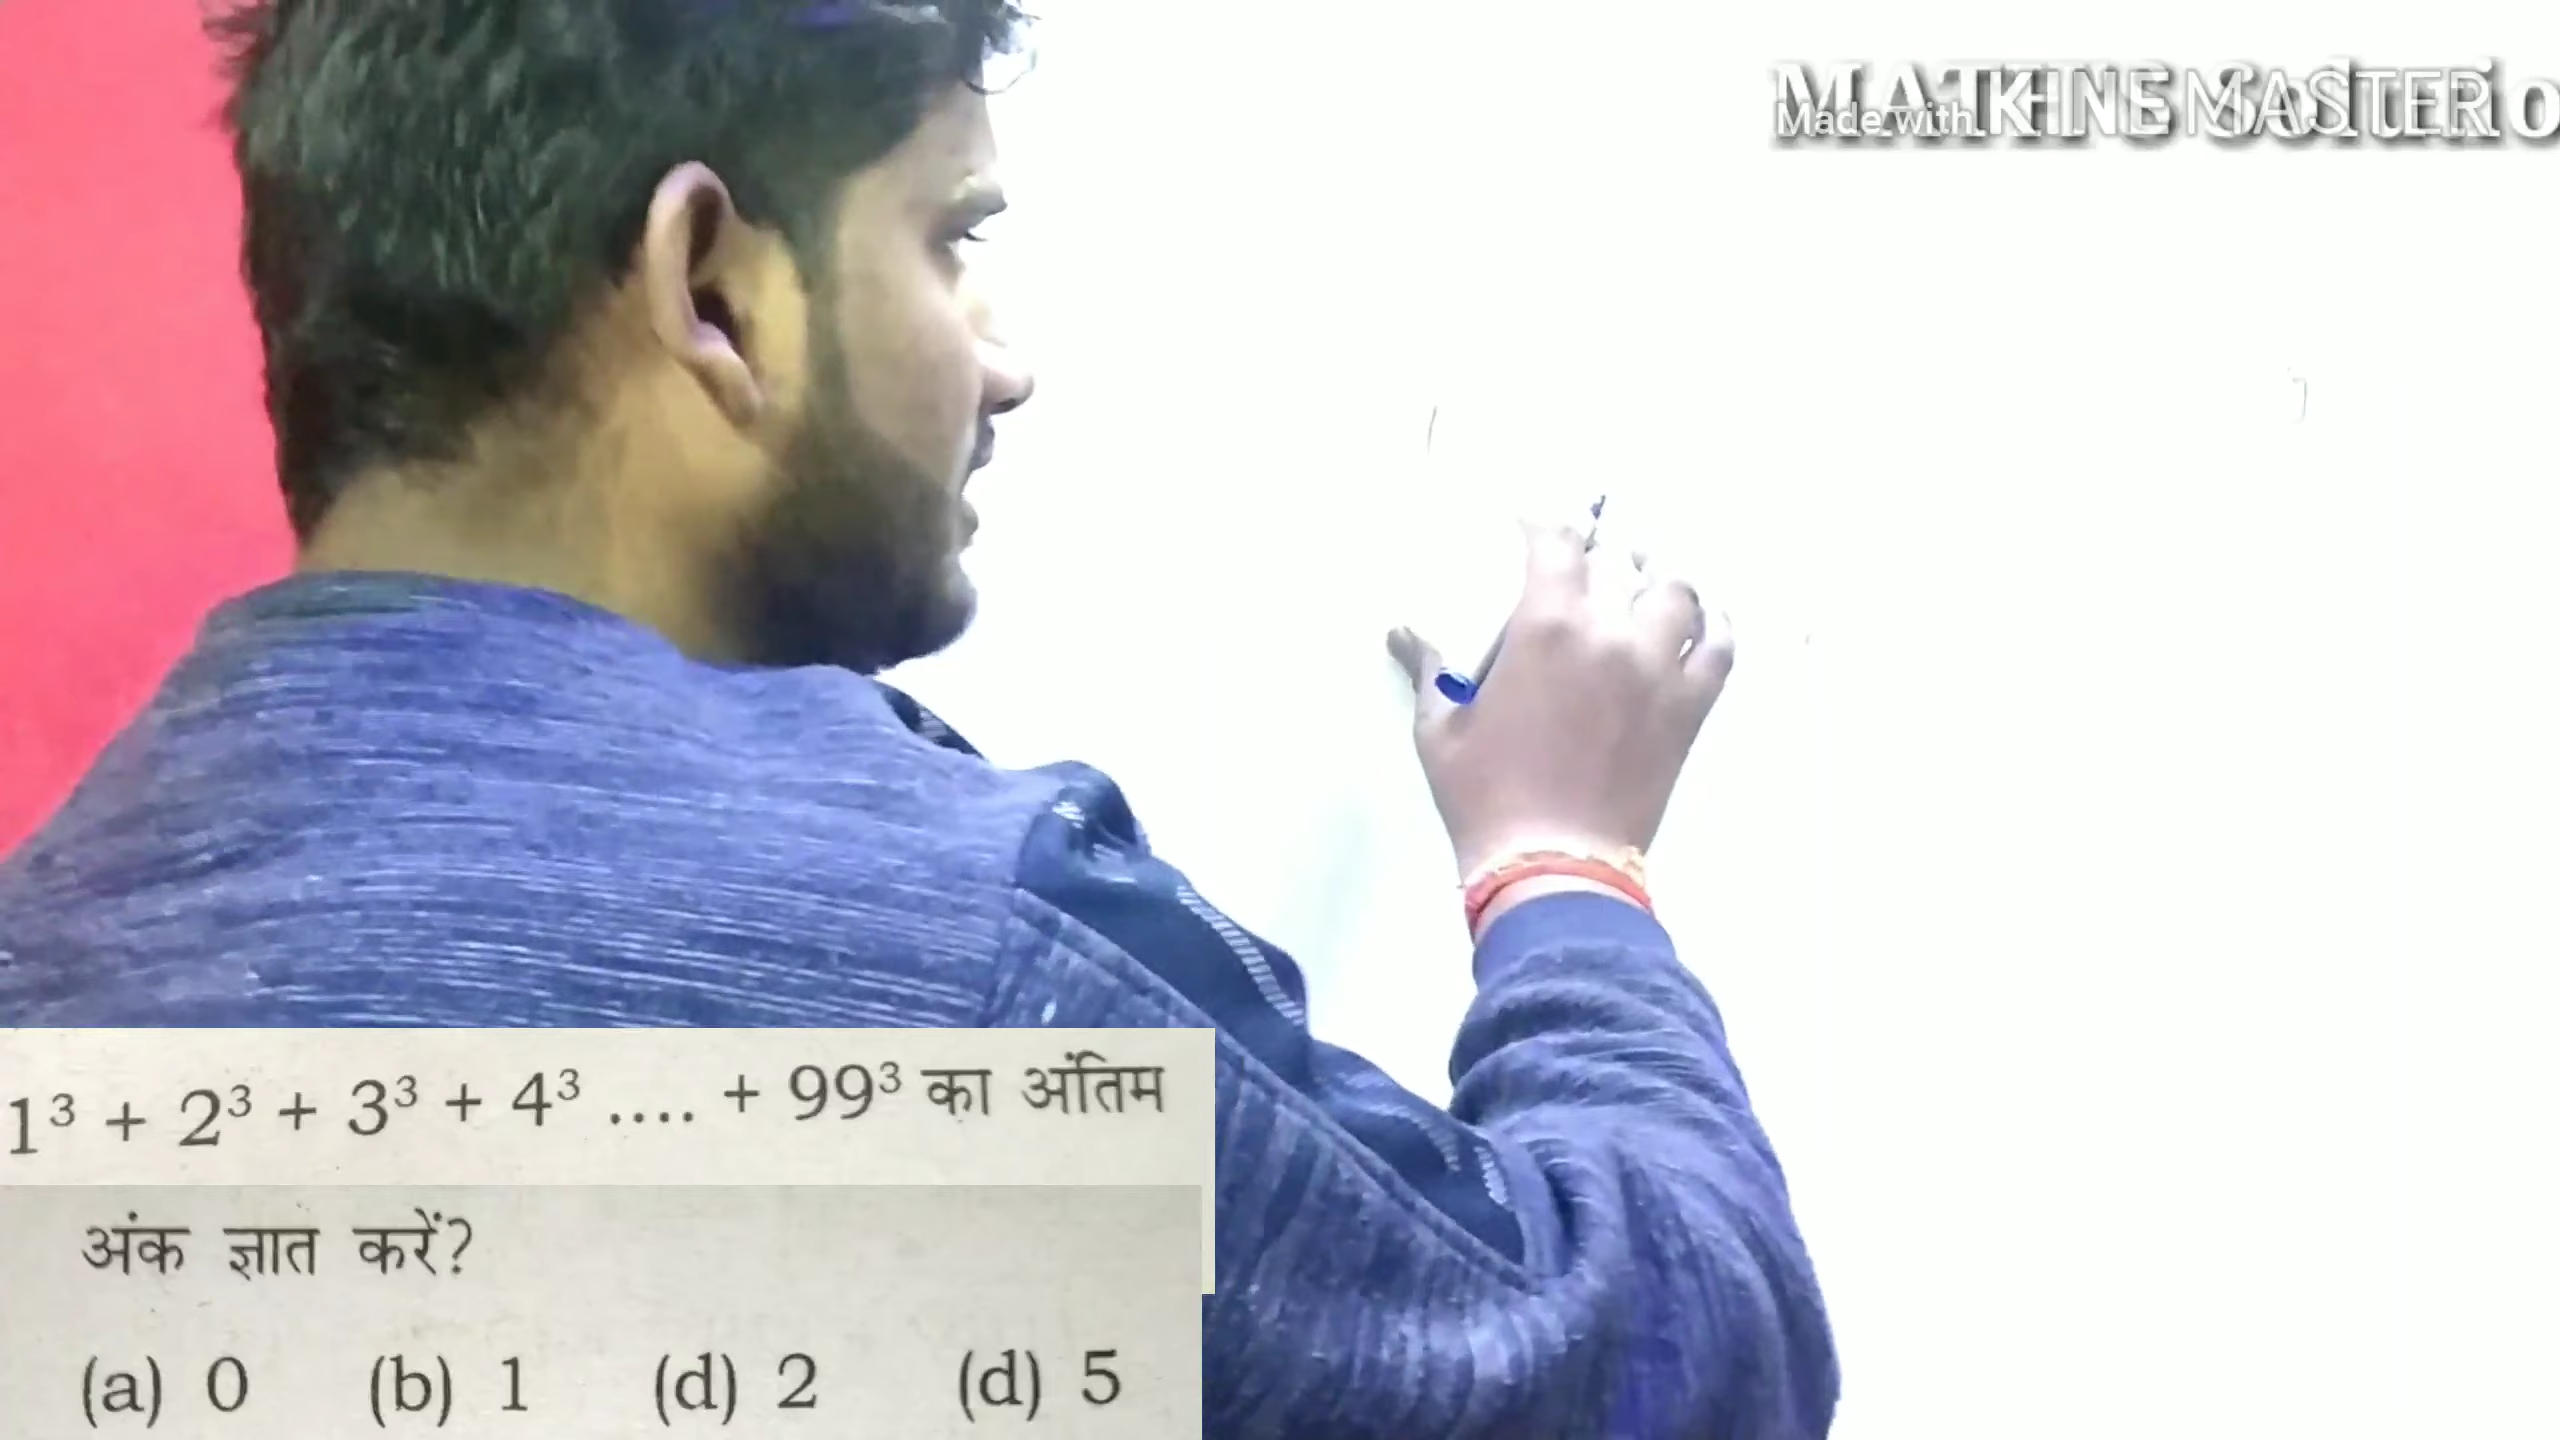 Made with KINEMASTER
1³ + 2³ + 3³ + 4³ .... + 99³ का अंतिम
अंक ज्ञात करें?
(a) 0 (b) 1 (d) 2 (d) 5